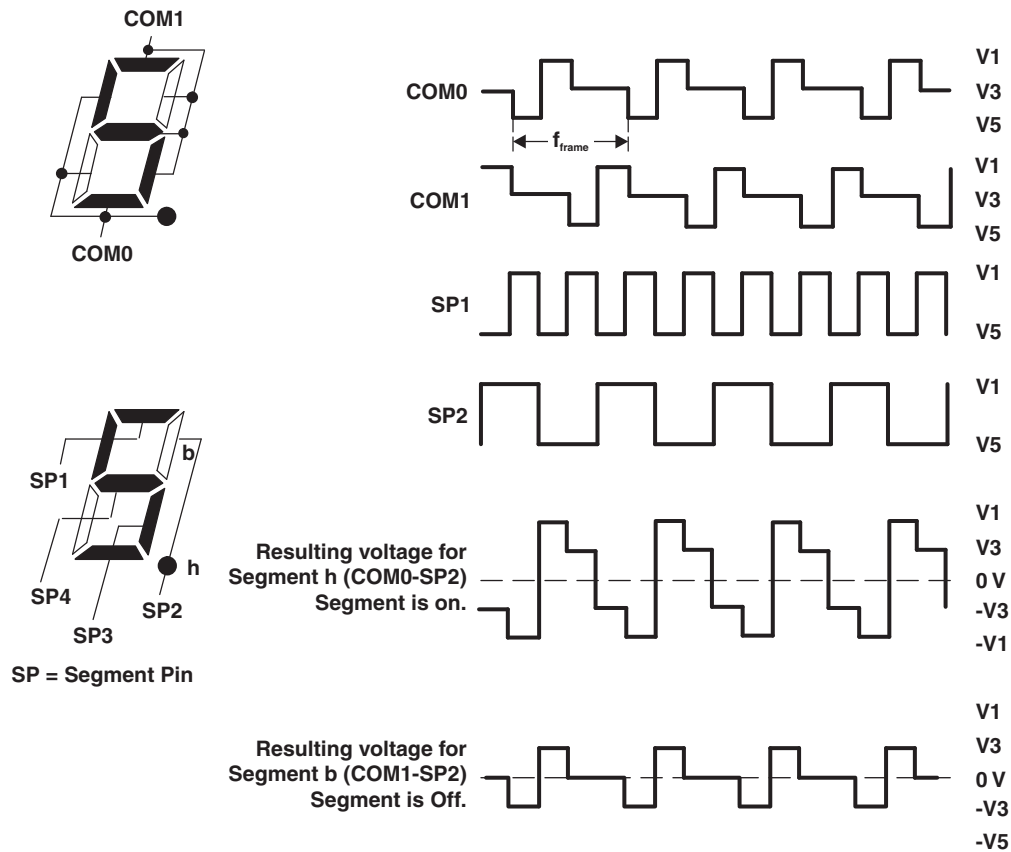 COM1
COM0
b
SP1
h
SP4
SP2
SP3
SP = Segment Pin
COM0
V1
V3
V5
fframe
COM1
V1
V3
V5
SP1
V1
V5
SP2
V1
V5
Resulting voltage for
Segment h (COM0-SP2)
Segment is on.
V1
V3
0 V
-V3
-V1
Resulting voltage for
Segment b (COM1-SP2)
Segment is Off.
V1
V3
0 V
-V3
-V5